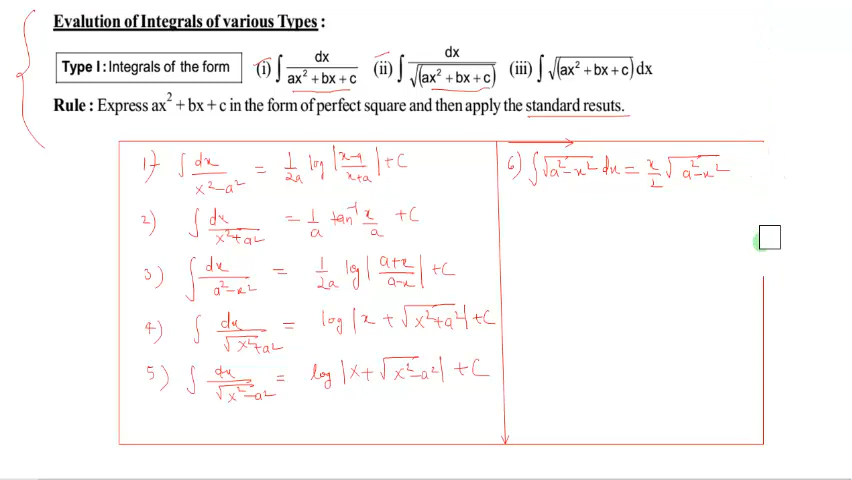 Evalution of Integrals of various Types :
Type I : Integrals of the form (i) ∫ dx/(ax² + bx + c) (ii) ∫ dx/√(ax² + bx + c) (iii) ∫ √(ax² + bx + c) dx
Rule : Express ax² + bx + c in the form of perfect square and then apply the standard resuts.
1) ∫ dx/(x² − a²) = 1/2a log |(x−a)/(x+a)| + C
2) ∫ dx/(x² + a²) = 1/a tan⁻¹ x/a + C
3) ∫ dx/(a² − x²) = 1/2a log |(a+x)/(a−x)| + C
4) ∫ dx/√(x² + a²) = log |x + √(x² + a²)| + C
5) ∫ dx/√(x² − a²) = log |x + √(x² − a²)| + C
6) ∫ √(a² − x²) dx = x/2 √(a² − x²)